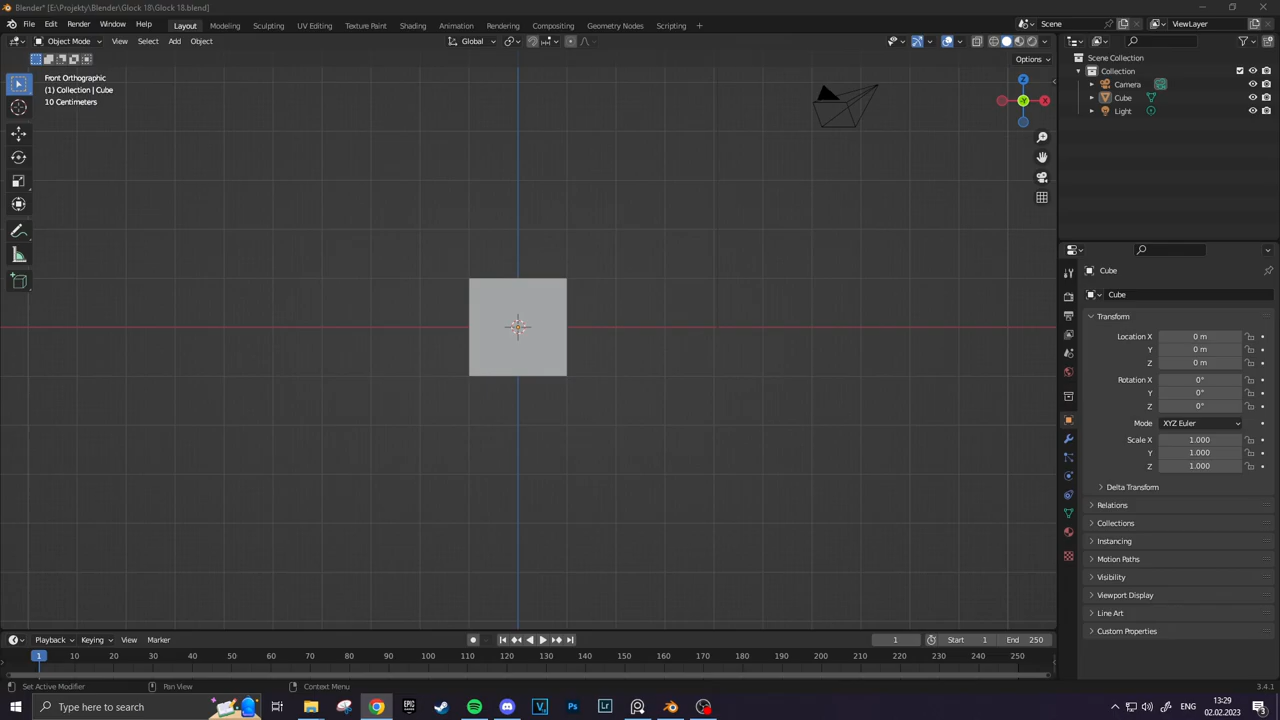 Blender* [E:\Projekty\Blender\Glock 18\Glock 18.blend]
File Edit Render Window Help Layout Modeling Sculpting UV Editing Texture Paint Shading Animation Rendering Compositing Geometry Nodes Scripting + Scene ViewLayer
Object Mode View Select Add Object Global
Options
Front Orthographic
(1) Collection | Cube
10 Centimeters
Z
-Y X
Scene Collection
Collection
Camera
Cube
Light
Cube
Cube
Transform
Location X 0 m
Y 0 m
Z 0 m
Rotation X 0°
Y 0°
Z 0°
Mode XYZ Euler
Scale X 1.000
Y 1.000
Z 1.000
Delta Transform
Relations
Collections
Instancing
Motion Paths
Visibility
Viewport Display
Line Art
Custom Properties
Playback Keying View Marker 1 Start 1 End 250
1 10 20 30 40 50 60 70 80 90 100 110 120 130 140 150 160 170 180 190 200 210 220 230 240 250
Set Active Modifier Pan View Context Menu 3.4.1
Type here to search 13:29
02.02.2023